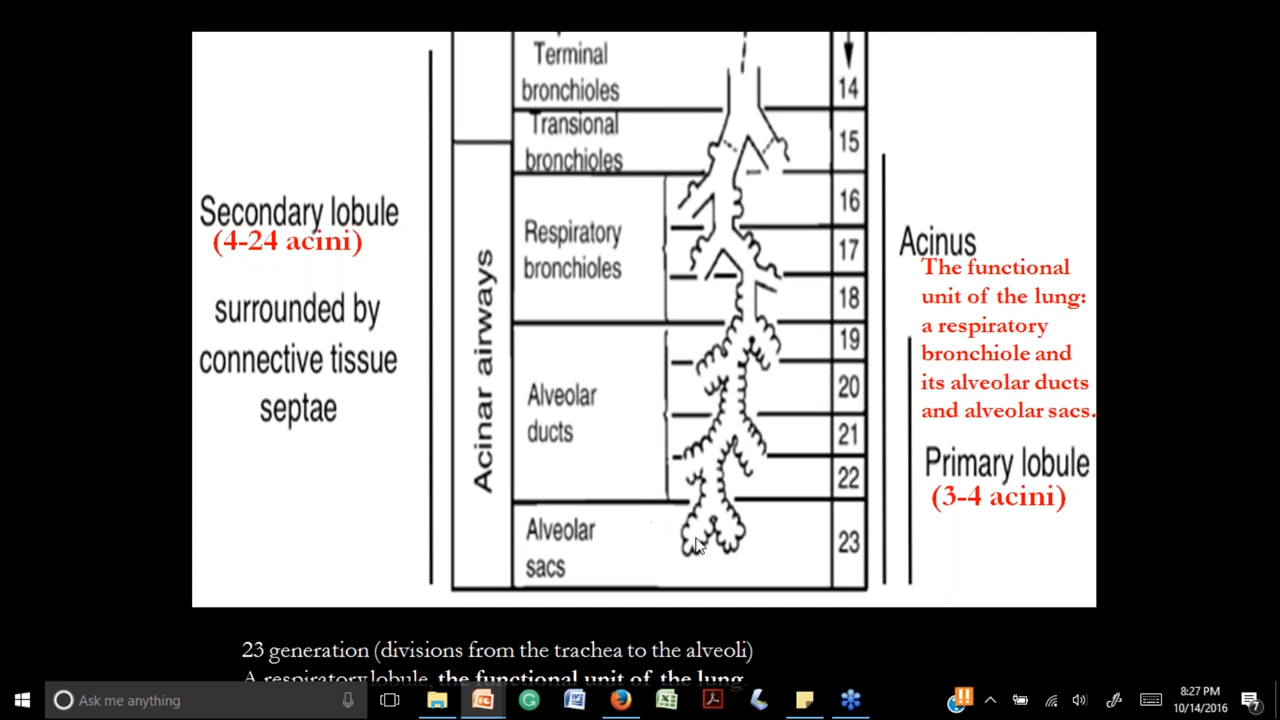 Terminal
bronchioles
14
Transional
bronchioles
15
Secondary lobule
(4-24 acini)
surrounded by
connective tissue
septae
Acinar airways
Respiratory
bronchioles
16
17
18
Alveolar
ducts
19
20
21
22
Alveolar
sacs
23
Acinus
The functional
unit of the lung:
a respiratory
bronchiole and
its alveolar ducts
and alveolar sacs.
Primary lobule
(3-4 acini)
23 generation (divisions from the trachea to the alveoli)
A respiratory lobule, the functional unit of the lung,
Ask me anything
8:27 PM
10/14/2016
7